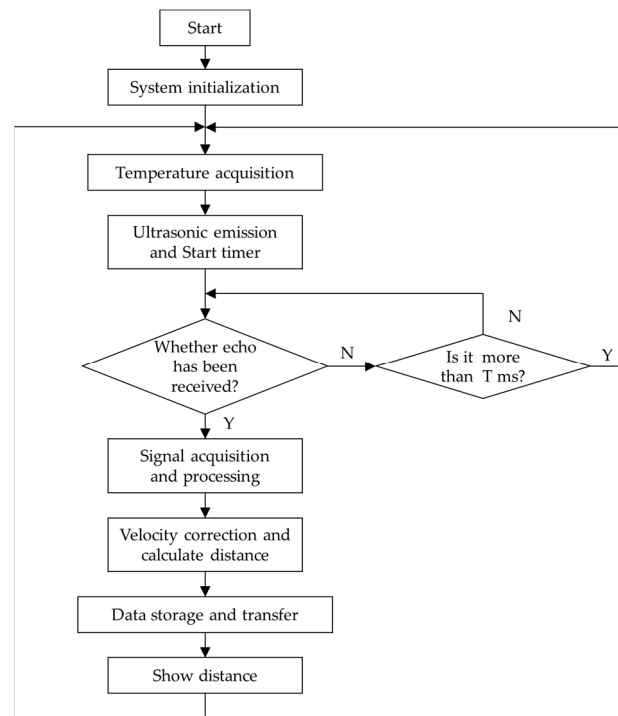 Start
System initialization
Temperature acquisition
Ultrasonic emission
and Start timer
N
Whether echo
has been
received?
N
Is it more
than T ms?
Y
Y
Signal acquisition
and processing
Velocity correction and
calculate distance
Data storage and transfer
Show distance